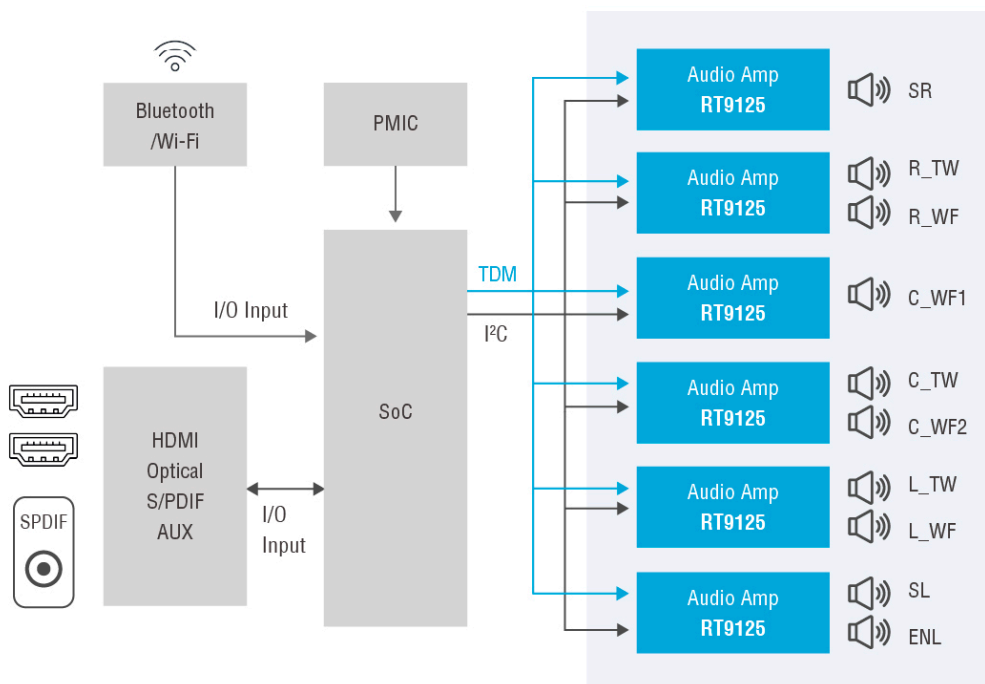 Bluetooth
/Wi-Fi
PMIC
I/O Input
HDMI
Optical
S/PDIF
AUX
SPDIF
I/O
Input
SoC
TDM
I²C
Audio Amp
RT9125
SR
Audio Amp
RT9125
R_TW
R_WF
Audio Amp
RT9125
C_WF1
Audio Amp
RT9125
C_TW
C_WF2
Audio Amp
RT9125
L_TW
L_WF
Audio Amp
RT9125
SL
ENL